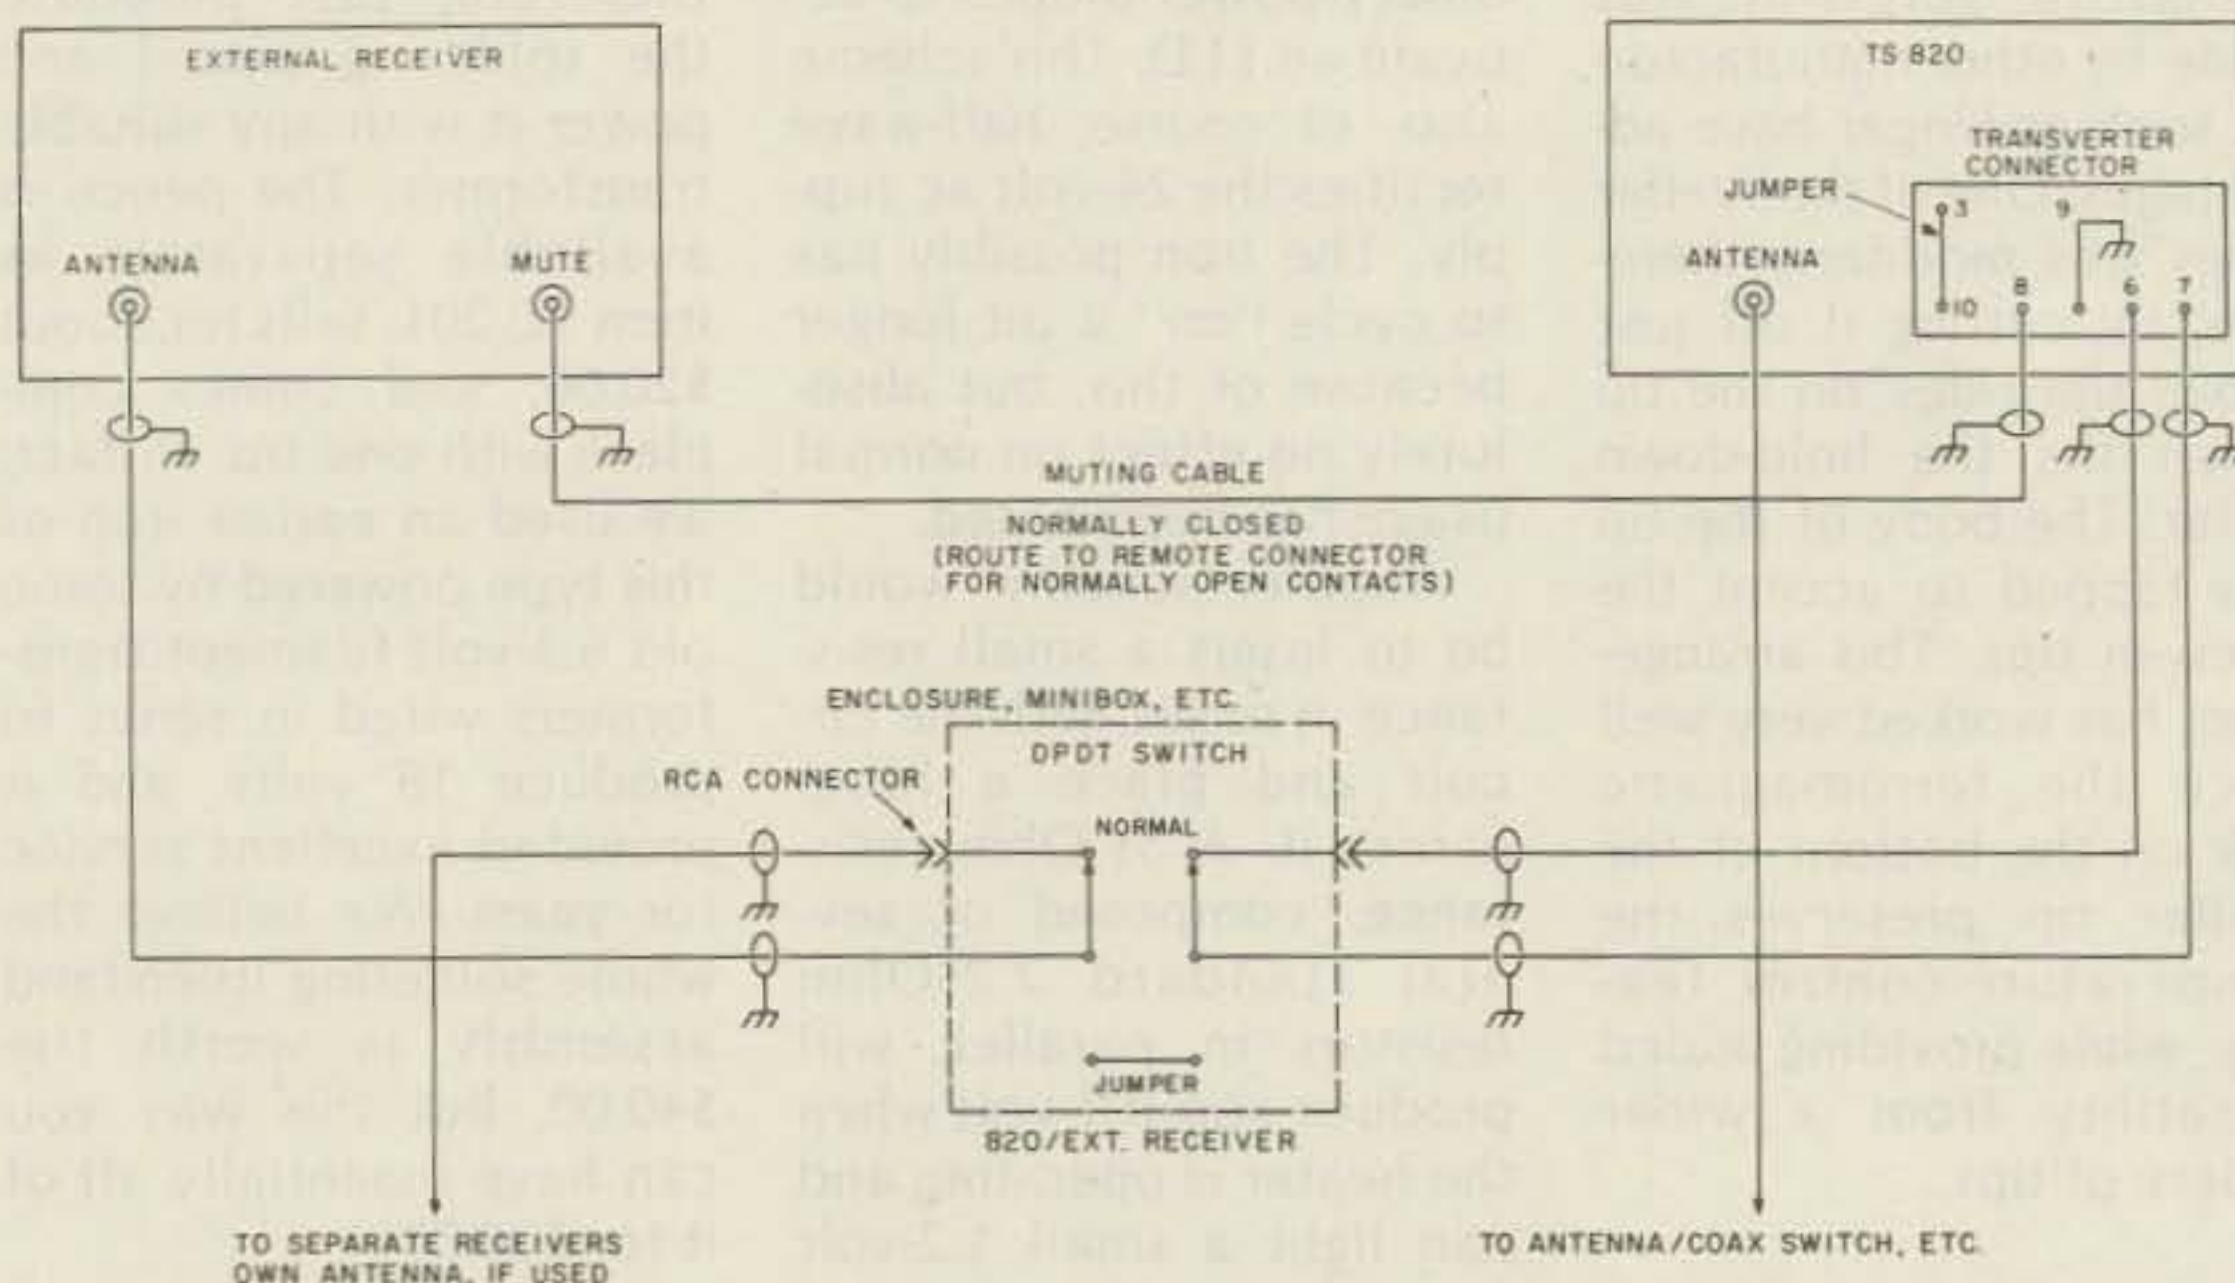 EXTERNAL RECEIVER
ANTENNA
MUTE
TS 820
TRANSVERTER
CONNECTOR
JUMPER
ANTENNA
3
9
10
8
6
7
MUTING CABLE
NORMALLY CLOSED
(ROUTE TO REMOTE CONNECTOR
FOR NORMALLY OPEN CONTACTS)
ENCLOSURE, MINIBOX, ETC.
DPDT SWITCH
RCA CONNECTOR
NORMAL
JUMPER
820/EXT. RECEIVER
TO SEPARATE RECEIVERS
OWN ANTENNA, IF USED
TO ANTENNA/COAX SWITCH, ETC.